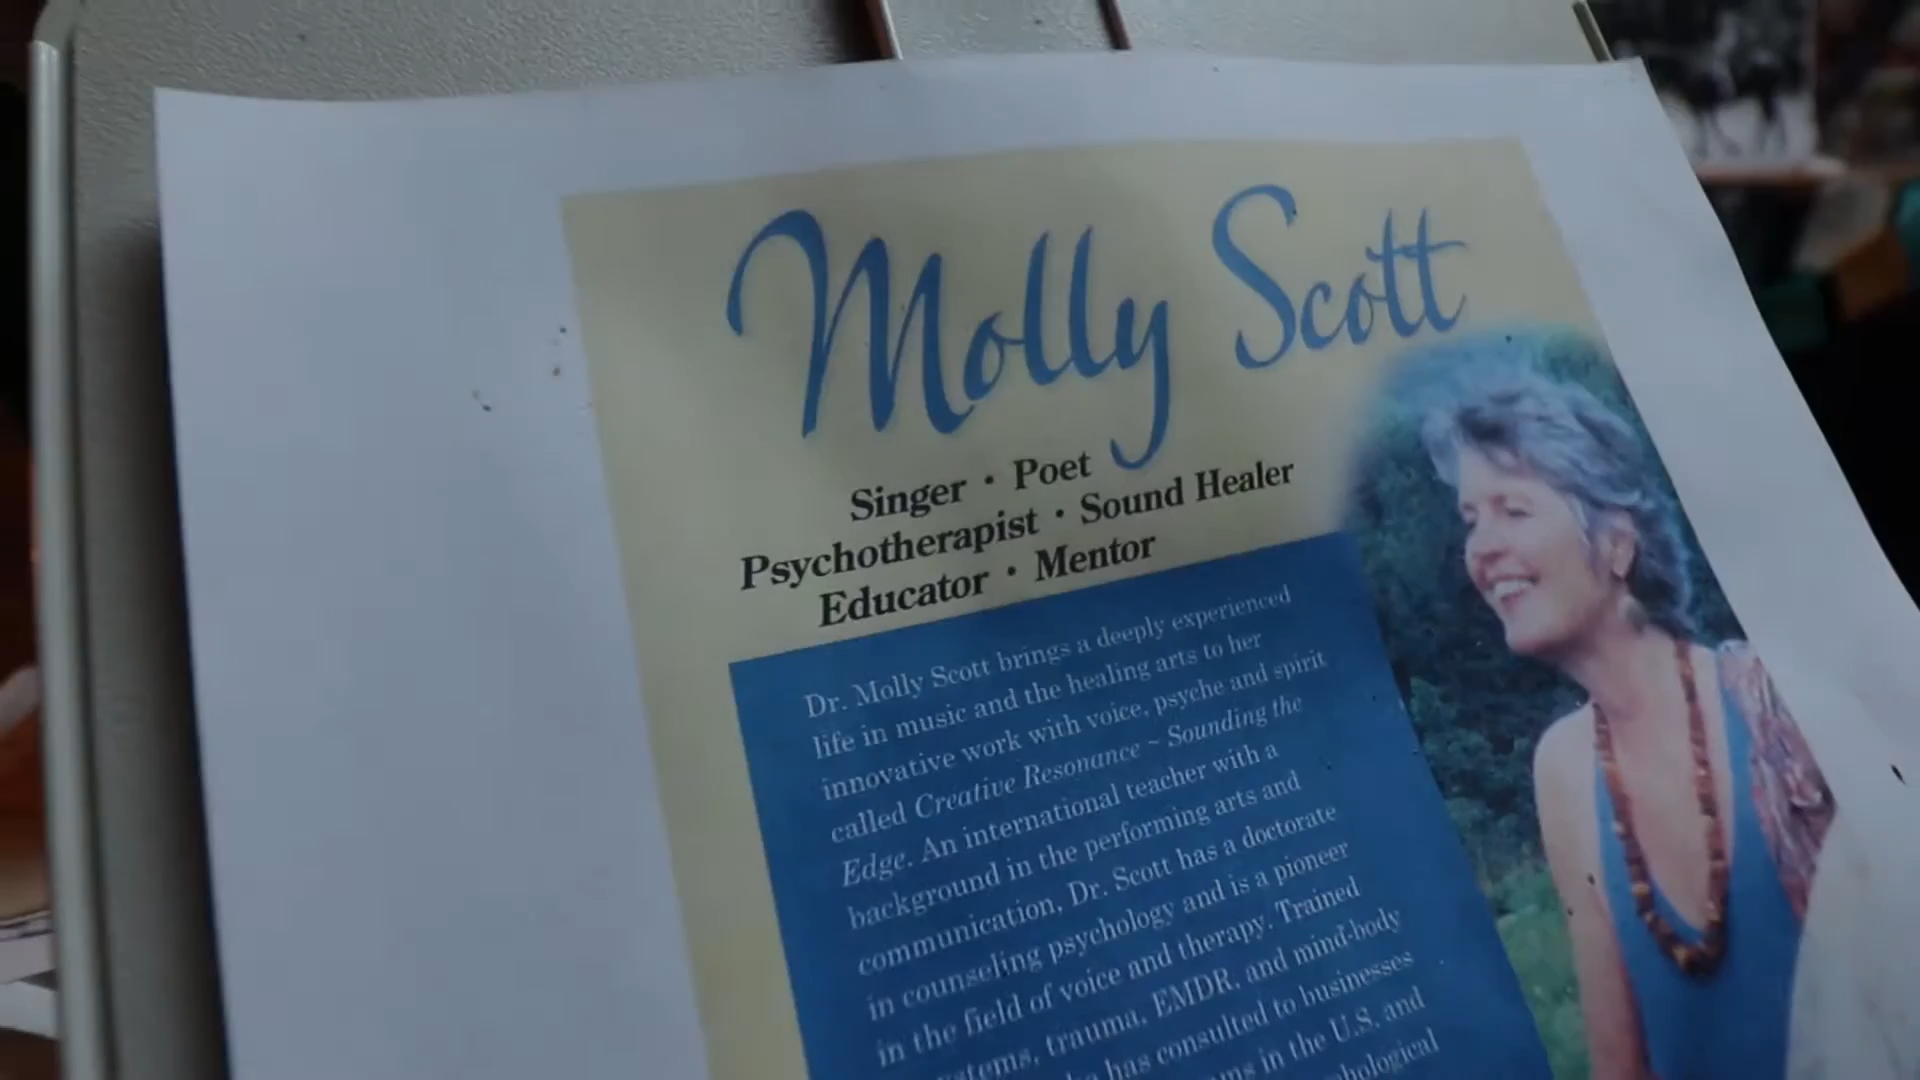 Molly Scott
Singer · Poet
Psychotherapist · Sound Healer
Educator · Mentor
Dr. Molly Scott brings a deeply experienced
life in music and the healing arts to her
innovative work with voice, psyche and spirit
called Creative Resonance ~ Sounding the
Edge. An international teacher with a
background in the performing arts and
communication, Dr. Scott has a doctorate
in counseling psychology and is a pioneer
in the field of voice and therapy. Trained
trauma, EMDR, and mind-body
has consulted to businesses
in the U.S. and